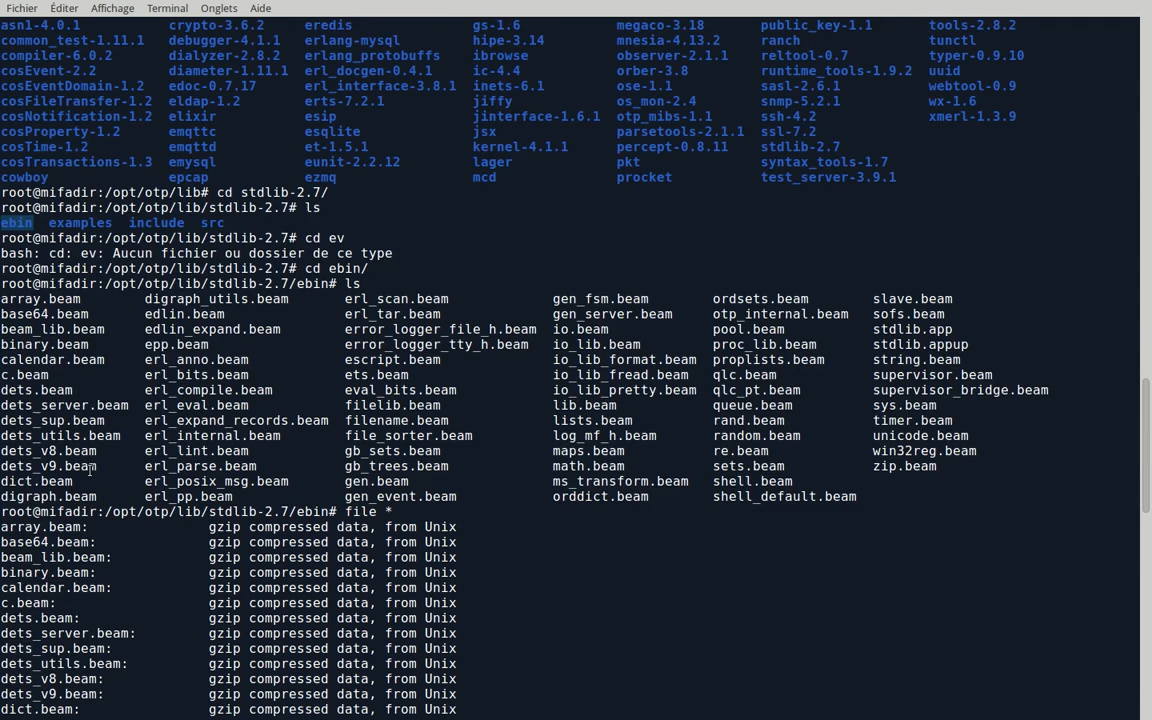 Fichier Éditer Affichage Terminal Onglets Aide
asn1-4.0.1 crypto-3.6.2 eredis gs-1.6 megaco-3.18 public_key-1.1 tools-2.8.2
common_test-1.11.1 debugger-4.1.1 erlang-mysql hipe-3.14 mnesia-4.13.2 ranch tunctl
compiler-6.0.2 dialyzer-2.8.2 erlang_protobuffs ibrowse observer-2.1.1 reltool-0.7 typer-0.9.10
cosEvent-2.2 diameter-1.11.1 erl_docgen-0.4.1 ic-4.4 orber-3.8 runtime_tools-1.9.2 uuid
cosEventDomain-1.2 edoc-0.7.17 erl_interface-3.8.1 inets-6.1 ose-1.1 sasl-2.6.1 webtool-0.9
cosFileTransfer-1.2 eldap-1.2 erts-7.2.1 jiffy os_mon-2.4 snmp-5.2.1 wx-1.6
cosNotification-1.2 elixir esip jinterface-1.6.1 otp_mibs-1.1 ssh-4.2 xmerl-1.3.9
cosProperty-1.2 emqttc esqlite jsx parsetools-2.1.1 ssl-7.2
cosTime-1.2 emqttd et-1.5.1 kernel-4.1.1 percept-0.8.11 stdlib-2.7
cosTransactions-1.3 emysql eunit-2.2.12 lager pkt syntax_tools-1.7
cowboy epcap ezmq mcd procket test_server-3.9.1
root@mifadir:/opt/otp/lib# cd stdlib-2.7/
root@mifadir:/opt/otp/lib/stdlib-2.7# ls
ebin examples include src
root@mifadir:/opt/otp/lib/stdlib-2.7# cd ev
bash: cd: ev: Aucun fichier ou dossier de ce type
root@mifadir:/opt/otp/lib/stdlib-2.7# cd ebin/
root@mifadir:/opt/otp/lib/stdlib-2.7/ebin# ls
array.beam digraph_utils.beam erl_scan.beam gen_fsm.beam ordsets.beam slave.beam
base64.beam edlin.beam erl_tar.beam gen_server.beam otp_internal.beam sofs.beam
beam_lib.beam edlin_expand.beam error_logger_file_h.beam io.beam pool.beam stdlib.app
binary.beam epp.beam error_logger_tty_h.beam io_lib.beam proc_lib.beam stdlib.appup
calendar.beam erl_anno.beam escript.beam io_lib_format.beam proplists.beam string.beam
c.beam erl_bits.beam ets.beam io_lib_fread.beam qlc.beam supervisor.beam
dets.beam erl_compile.beam eval_bits.beam io_lib_pretty.beam qlc_pt.beam supervisor_bridge.beam
dets_server.beam erl_eval.beam filelib.beam lib.beam queue.beam sys.beam
dets_sup.beam erl_expand_records.beam filename.beam lists.beam rand.beam timer.beam
dets_utils.beam erl_internal.beam file_sorter.beam log_mf_h.beam random.beam unicode.beam
dets_v8.beam erl_lint.beam gb_sets.beam maps.beam re.beam win32reg.beam
dets_v9.beam erl_parse.beam gb_trees.beam math.beam sets.beam zip.beam
dict.beam erl_posix_msg.beam gen.beam ms_transform.beam shell.beam
digraph.beam erl_pp.beam gen_event.beam orddict.beam shell_default.beam
root@mifadir:/opt/otp/lib/stdlib-2.7/ebin# file *
array.beam: gzip compressed data, from Unix
base64.beam: gzip compressed data, from Unix
beam_lib.beam: gzip compressed data, from Unix
binary.beam: gzip compressed data, from Unix
calendar.beam: gzip compressed data, from Unix
c.beam: gzip compressed data, from Unix
dets.beam: gzip compressed data, from Unix
dets_server.beam: gzip compressed data, from Unix
dets_sup.beam: gzip compressed data, from Unix
dets_utils.beam: gzip compressed data, from Unix
dets_v8.beam: gzip compressed data, from Unix
dets_v9.beam: gzip compressed data, from Unix
dict.beam: gzip compressed data, from Unix